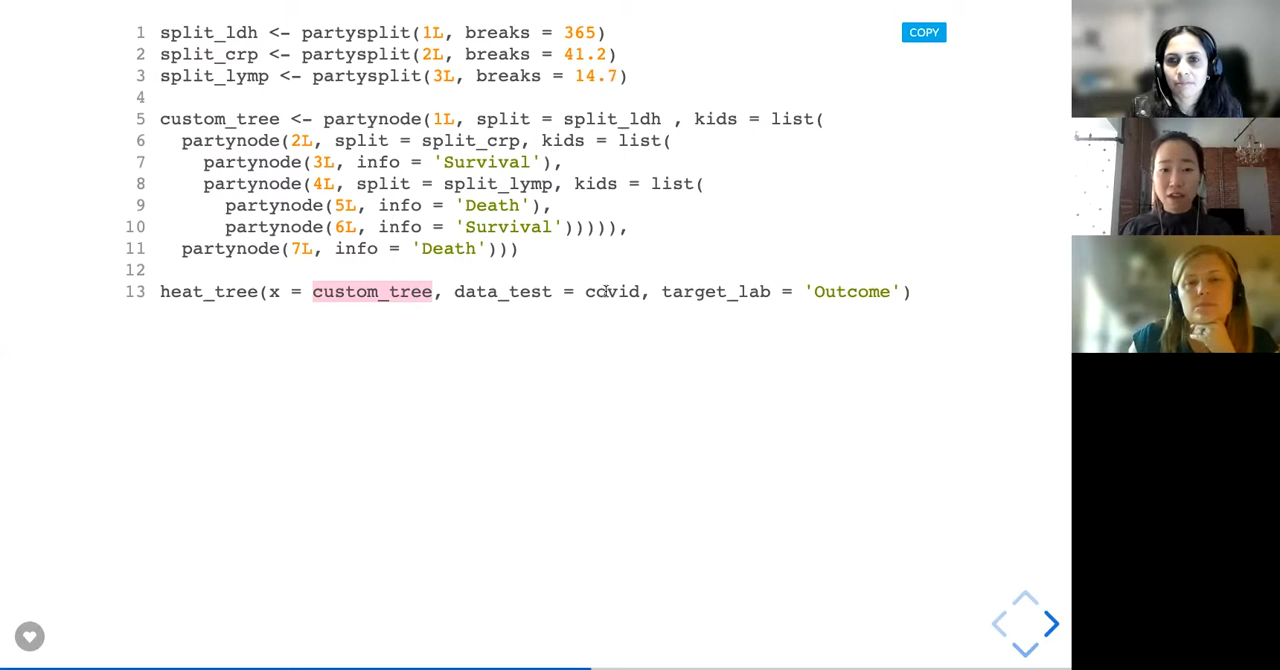 1 split_ldh <- partysplit(1L, breaks = 365)
2 split_crp <- partysplit(2L, breaks = 41.2)
3 split_lymp <- partysplit(3L, breaks = 14.7)
4
5 custom_tree <- partynode(1L, split = split_ldh , kids = list(
6   partynode(2L, split = split_crp, kids = list(
7     partynode(3L, info = 'Survival'),
8     partynode(4L, split = split_lymp, kids = list(
9       partynode(5L, info = 'Death'),
10       partynode(6L, info = 'Survival'))))),
11   partynode(7L, info = 'Death')))
12
13 heat_tree(x = custom_tree, data_test = covid, target_lab = 'Outcome')
COPY